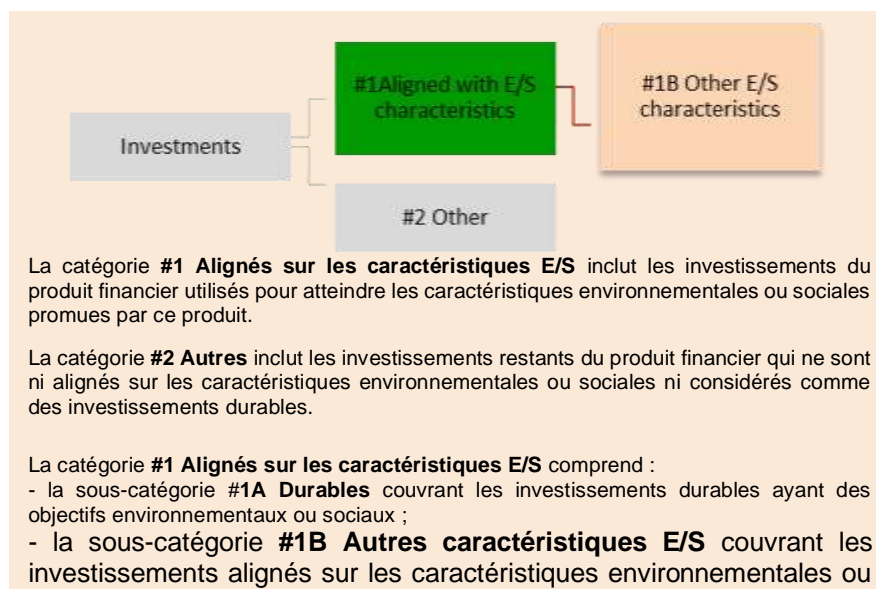 #1Aligned with E/S
characteristics
#1B Other E/S
characteristics
Investments
#2 Other
La catégorie #1 Alignés sur les caractéristiques E/S inclut les investissements du
produit financier utilisés pour atteindre les caractéristiques environnementales ou sociales
promues par ce produit.
La catégorie #2 Autres inclut les investissements restants du produit financier qui ne sont
ni alignés sur les caractéristiques environnementales ou sociales ni considérés comme
des investissements durables.
La catégorie #1 Alignés sur les caractéristiques E/S comprend :
- la sous-catégorie #1A Durables couvrant les investissements durables ayant des
objectifs environnementaux ou sociaux ;
- la sous-catégorie #1B Autres caractéristiques E/S couvrant les
investissements alignés sur les caractéristiques environnementales ou